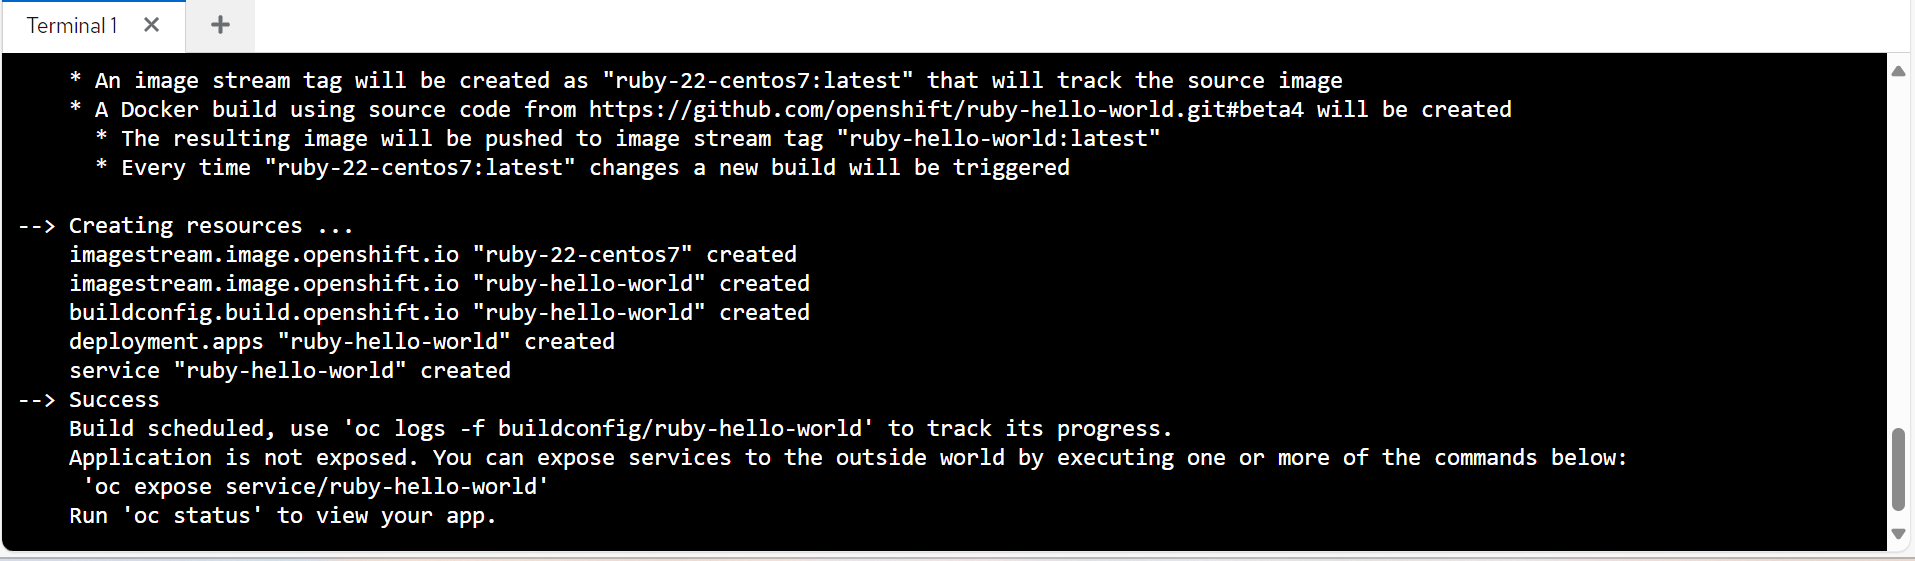 Terminal 1
* An image stream tag will be created as "ruby-22-centos7:latest" that will track the source image
* A Docker build using source code from https://github.com/openshift/ruby-hello-world.git#beta4 will be created
* The resulting image will be pushed to image stream tag "ruby-hello-world:latest"
* Every time "ruby-22-centos7:latest" changes a new build will be triggered
--> Creating resources ...
imagestream.image.openshift.io "ruby-22-centos7" created
imagestream.image.openshift.io "ruby-hello-world" created
buildconfig.build.openshift.io "ruby-hello-world" created
deployment.apps "ruby-hello-world" created
service "ruby-hello-world" created
--> Success
Build scheduled, use 'oc logs -f buildconfig/ruby-hello-world' to track its progress.
Application is not exposed. You can expose services to the outside world by executing one or more of the commands below:
'oc expose service/ruby-hello-world'
Run 'oc status' to view your app.